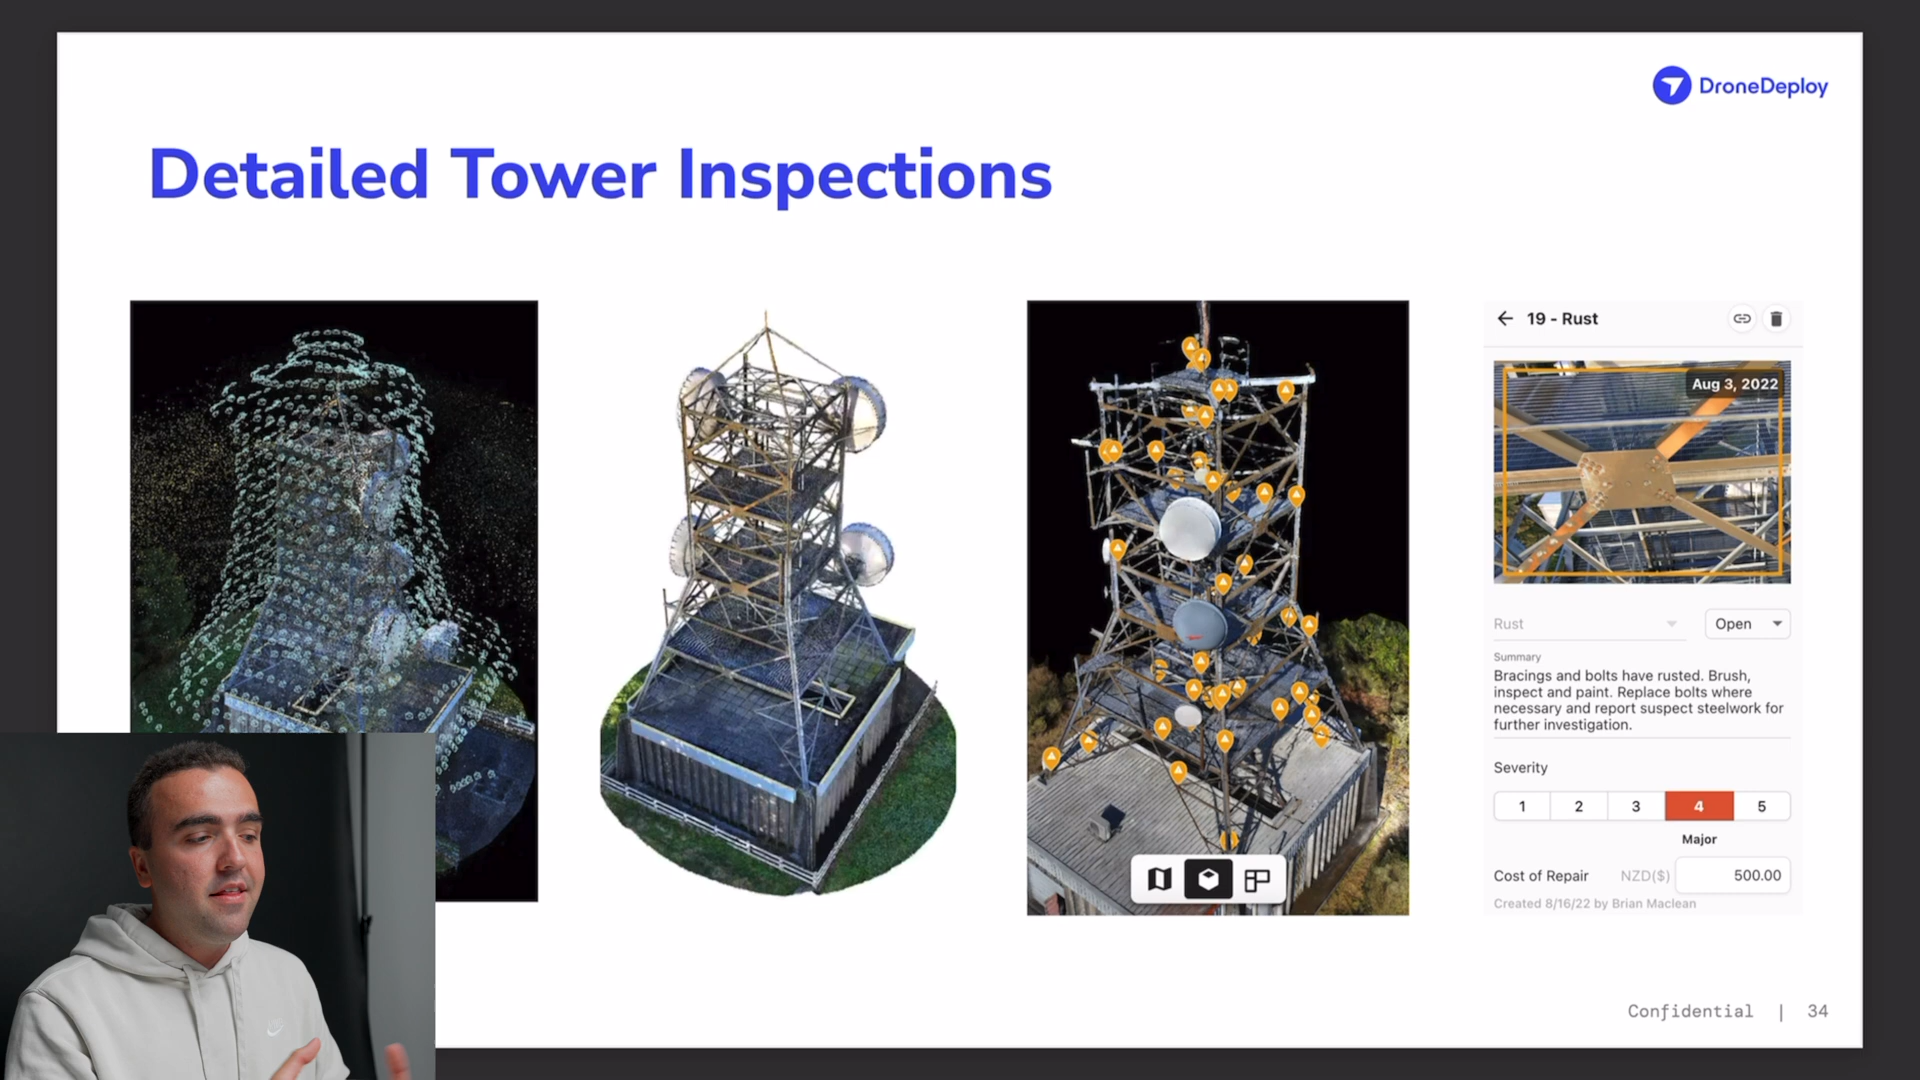 DroneDeploy
Detailed Tower Inspections
19 - Rust
Aug 3, 2022
Rust
Open
Summary
Bracings and bolts have rusted. Brush,
inspect and paint. Replace bolts where
necessary and report suspect steelwork for
further investigation.
Severity
1 2 3 4 5
Major
Cost of Repair NZD($) 500.00
Created 8/16/22 by Brian Maclean
Confidential | 34